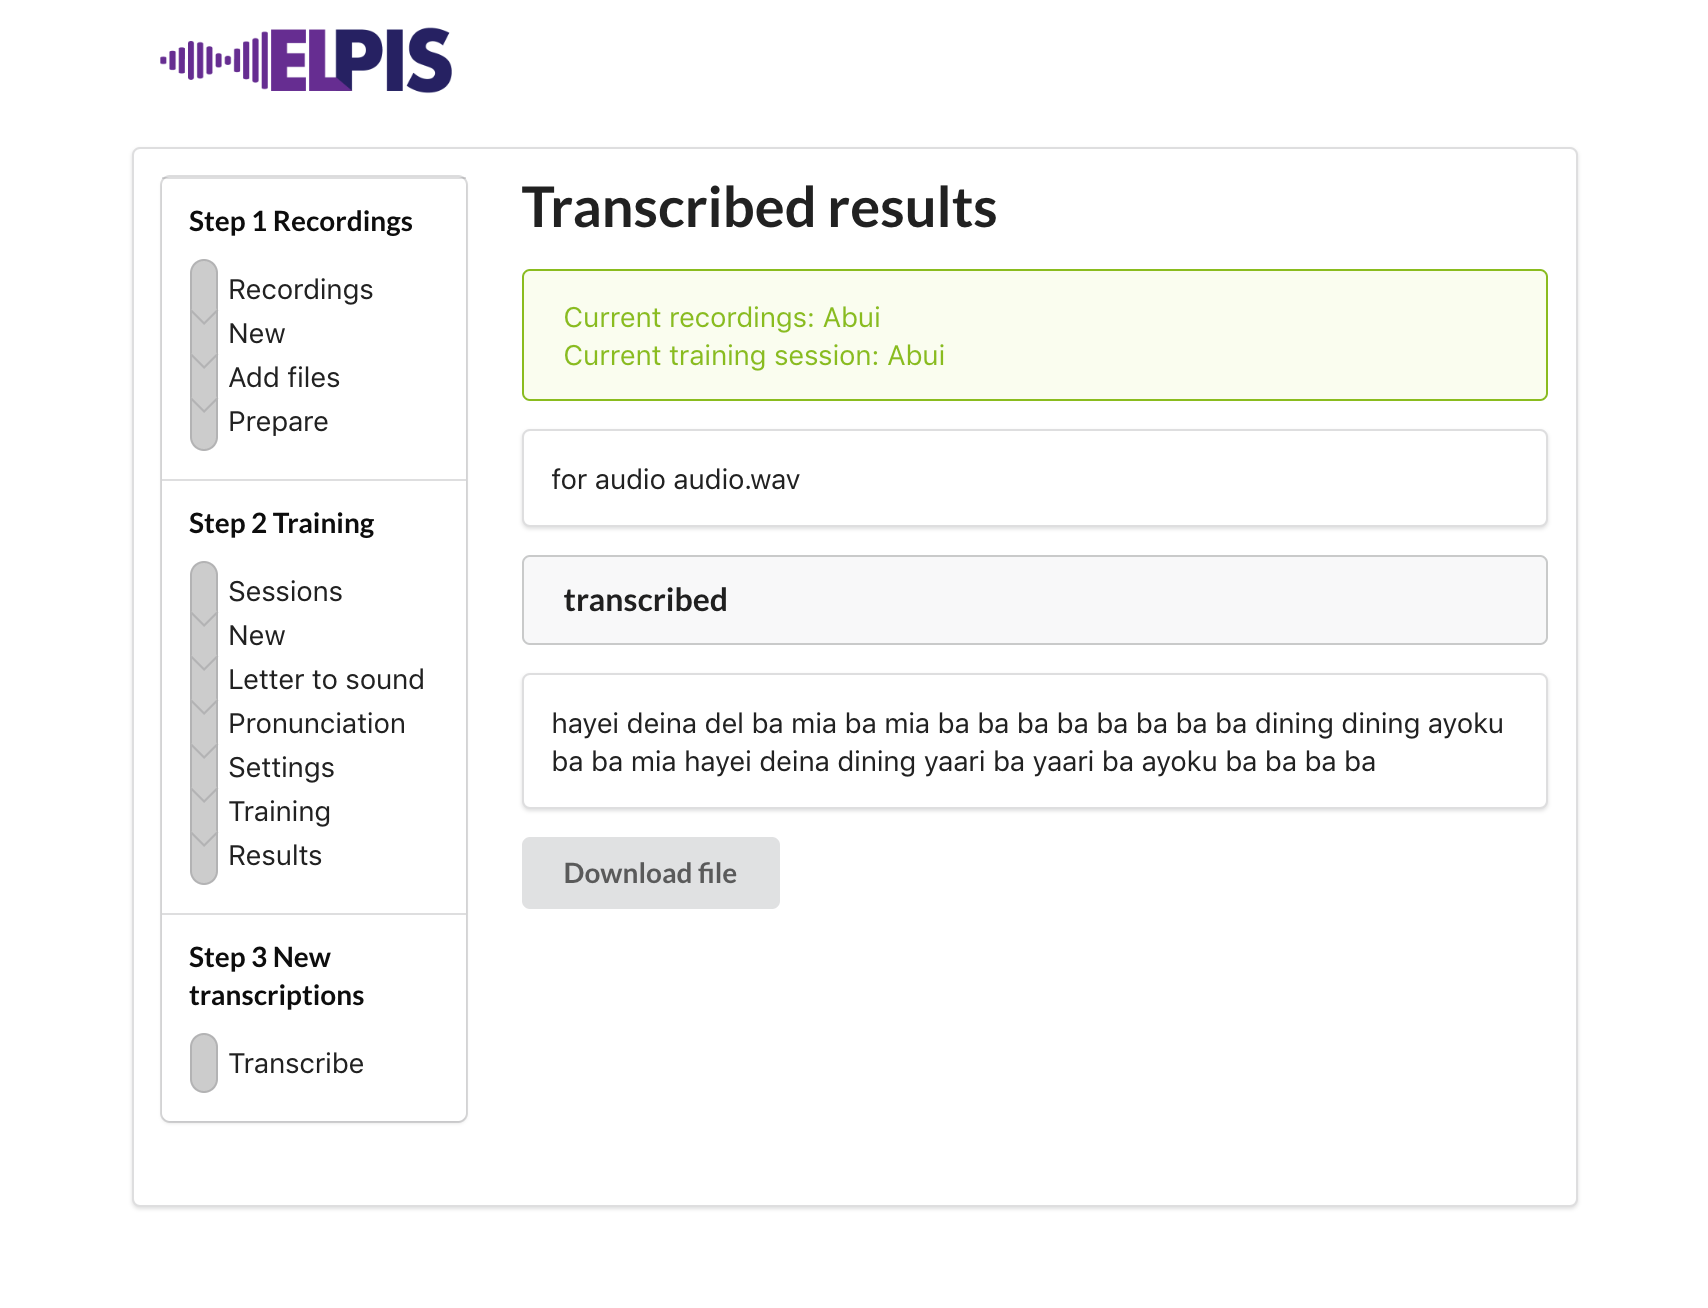 ELPIS
Step 1 Recordings
Recordings
New
Add files
Prepare
Step 2 Training
Sessions
New
Letter to sound
Pronunciation
Settings
Training
Results
Step 3 New
transcriptions
Transcribe
Transcribed results
Current recordings: Abui
Current training session: Abui
for audio audio.wav
transcribed
hayei deina del ba mia ba mia ba ba ba ba ba ba ba ba dining dining ayoku
ba ba mia hayei deina dining yaari ba yaari ba ayoku ba ba ba ba
Download file